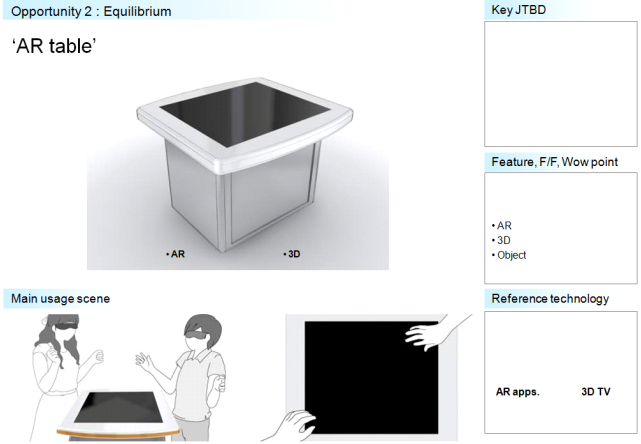 Opportunity 2 : Equilibrium
Key JTBD
‘AR table’
• AR
• 3D
Feature, F/F, Wow point
• AR
• 3D
• Object
Main usage scene
Reference technology
AR apps.
3D TV